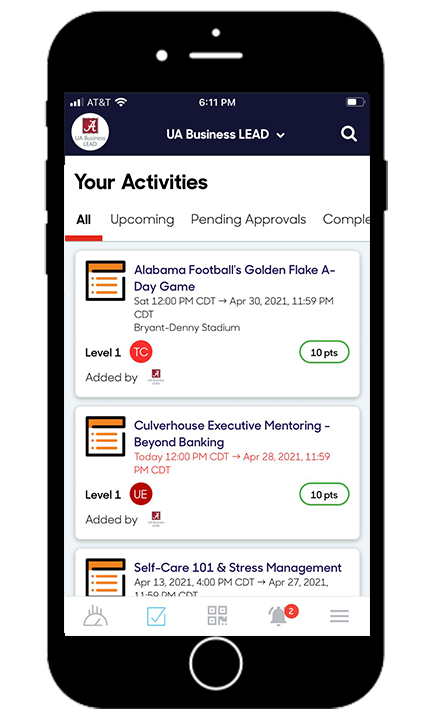 AT&T 6:11 PM
A
UA Business
LEAD
UA Business LEAD
Your Activities
All Upcoming Pending Approvals Comple
Alabama Football's Golden Flake A-
Day Game
Sat 12:00 PM CDT → Apr 30, 2021, 11:59 PM
CDT
Bryant-Denny Stadium
Level 1 TC 10 pts
Added by
Culverhouse Executive Mentoring -
Beyond Banking
Today 12:00 PM CDT → Apr 28, 2021, 11:59
PM CDT
Level 1 UE 10 pts
Added by
Self-Care 101 & Stress Management
Apr 13, 2021, 4:00 PM CDT → Apr 27, 2021,
11:59 PM CDT
2